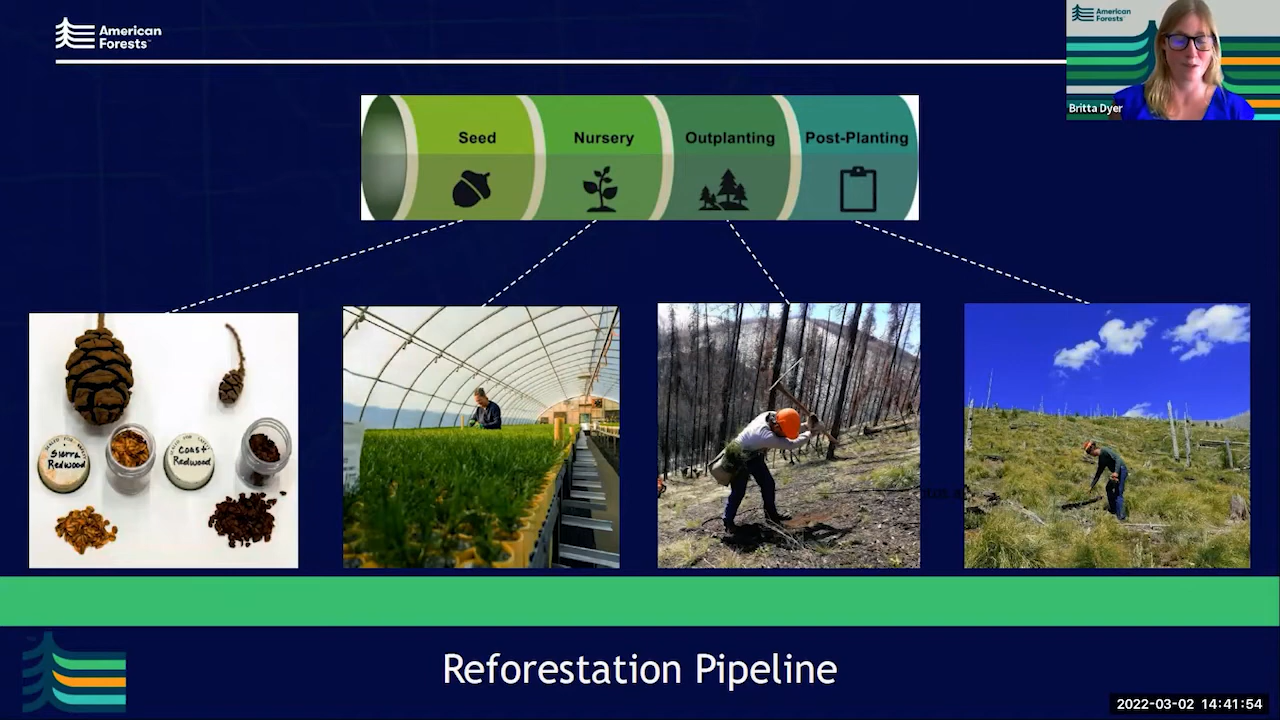 American
Forests
American
Forests
Britta Dyer
Seed
Nursery
Outplanting
Post-Planting
Sierra
Redwood
Coast
Redwood
Reforestation Pipeline
2022-03-02 14:41:54